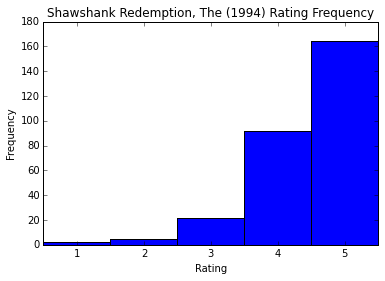 Shawshank Redemption, The (1994) Rating Frequency
180
160
140
120
100
80
60
40
20
0
Frequency
1 2 3 4 5
Rating